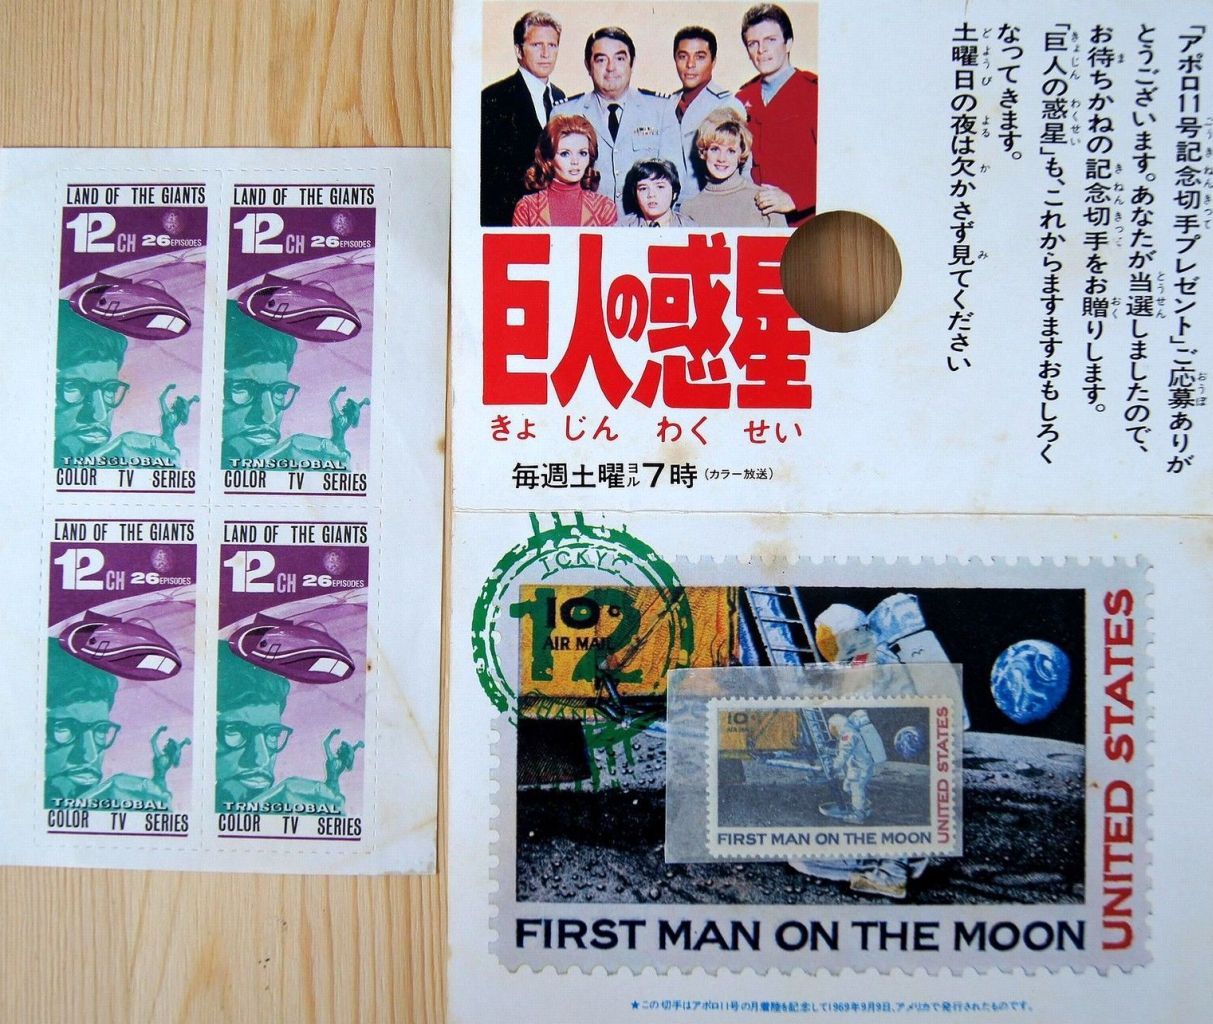 LAND OF THE GIANTS
12CH 26EPISODES
TRNSGLOBAL
COLOR TV SERIES
LAND OF THE GIANTS
12CH 26EPISODES
TRNSGLOBAL
COLOR TV SERIES
LAND OF THE GIANTS
12CH 26EPISODES
TRNSGLOBAL
COLOR TV SERIES
LAND OF THE GIANTS
12CH 26EPISODES
TRNSGLOBAL
COLOR TV SERIES
「アポロ11号記念切手プレゼント」ご応募ありが
とうございます。あなたが当選しましたので、
お待ちかねの記念切手をお贈りします。
「巨人の惑星」も、これからますますおもしろく
なってきます。
土曜日の夜は欠かさず見てください
巨人の惑星
きょ じん わく せい
毎週土曜ヨル7時(カラー放送)
12
10c
AIR MAIL
UNITED STATES
FIRST MAN ON THE MOON
10c
UNITED STATES
FIRST MAN ON THE MOON
★この切手はアポロ11号の月着陸を記念して1969年9月9日、アメリカで発行されたものです。